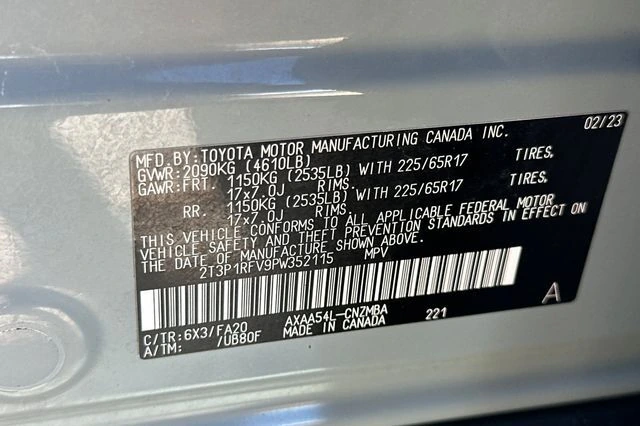 02/23
MFD.BY:TOYOTA MOTOR MANUFACTURING CANADA INC.
GVWR:2090KG (4610LB)
GAWR:FRT. 1150KG (2535LB) WITH 225/65R17 TIRES,
17x7.0J RIMS.
RR. 1150KG (2535LB) WITH 225/65R17 TIRES,
17x7.0J RIMS.
THIS VEHICLE CONFORMS TO ALL APPLICABLE FEDERAL MOTOR
VEHICLE SAFETY AND THEFT PREVENTION STANDARDS IN EFFECT ON
THE DATE OF MANUFACTURE SHOWN ABOVE.
2T3P1RFV9PW352115 MPV
A
C/TR:6X3/FA20 AXAA54L-CNZMBA 221
A/TM: /UB80F MADE IN CANADA